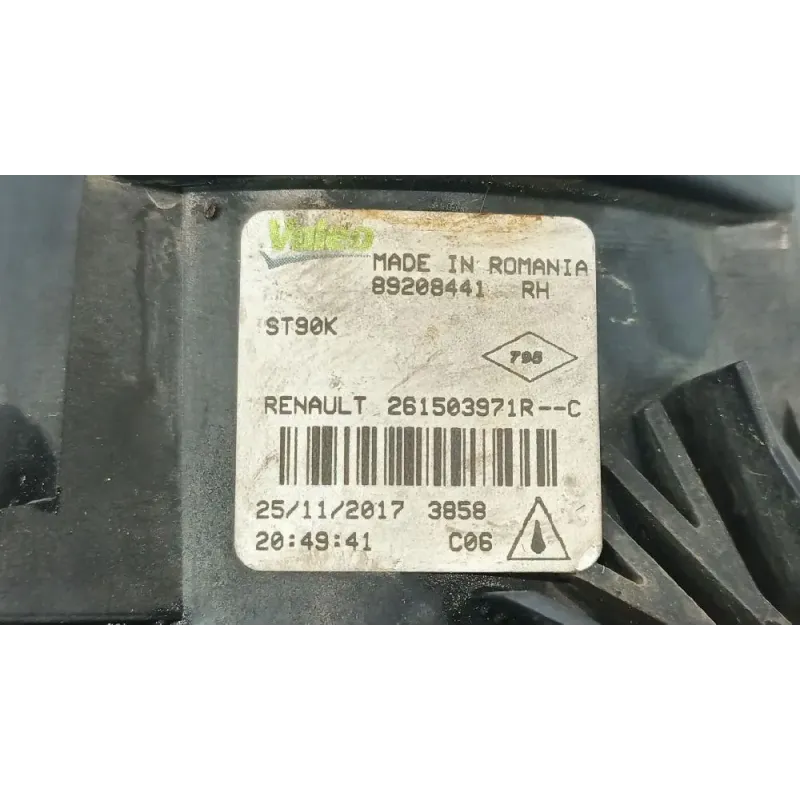 Valeo
MADE IN ROMANIA
89208441 RH
ST90K
798
RENAULT 261503971R--C
25/11/2017 3858
20:49:41 C06